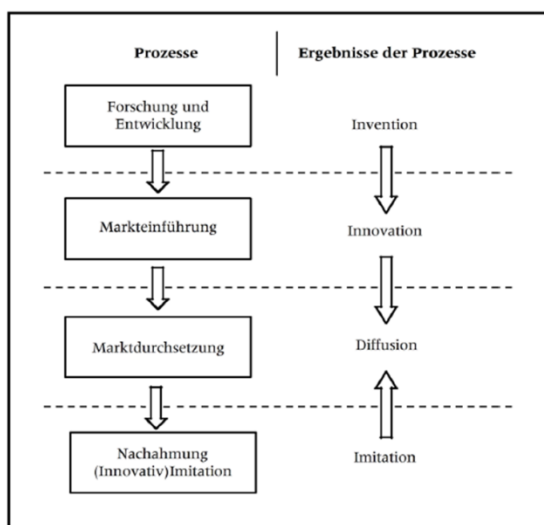 Prozesse
Ergebnisse der Prozesse
Forschung und
Entwicklung
Invention
Markteinführung
Innovation
Marktdurchsetzung
Diffusion
Nachahmung
(Innovativ)Imitation
Imitation